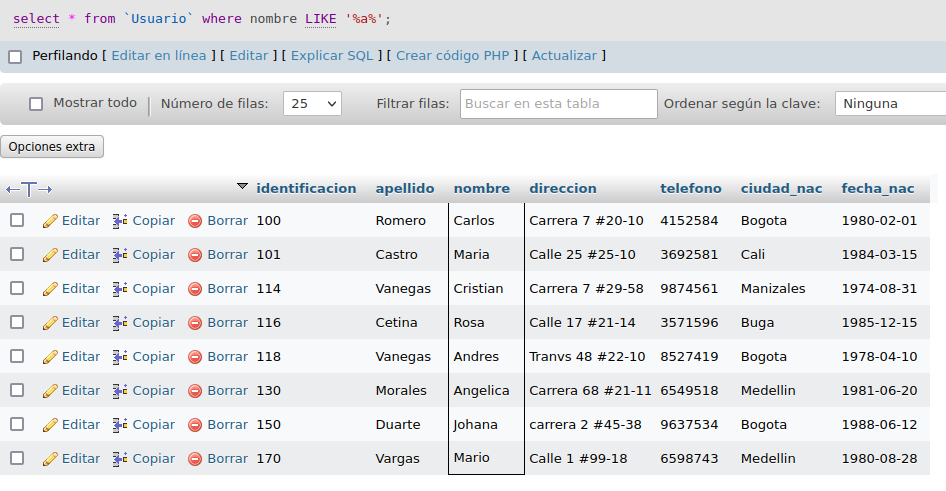 select * from `Usuario` where nombre LIKE '%a%';
Perfilando [ Editar en línea ] [ Editar ] [ Explicar SQL ] [ Crear código PHP ] [ Actualizar ]
Mostrar todo Número de filas: 25 Filtrar filas: Buscar en esta tabla Ordenar según la clave: Ninguna
Opciones extra
←T→ identificacion apellido nombre direccion telefono ciudad_nac fecha_nac
Editar Copiar Borrar 100 Romero Carlos Carrera 7 #20-10 4152584 Bogota 1980-02-01
Editar Copiar Borrar 101 Castro Maria Calle 25 #25-10 3692581 Cali 1984-03-15
Editar Copiar Borrar 114 Vanegas Cristian Carrera 7 #29-58 9874561 Manizales 1974-08-31
Editar Copiar Borrar 116 Cetina Rosa Calle 17 #21-14 3571596 Buga 1985-12-15
Editar Copiar Borrar 118 Vanegas Andres Tranvs 48 #22-10 8527419 Bogota 1978-04-10
Editar Copiar Borrar 130 Morales Angelica Carrera 68 #21-11 6549518 Medellin 1981-06-20
Editar Copiar Borrar 150 Duarte Johana carrera 2 #45-38 9637534 Bogota 1988-06-12
Editar Copiar Borrar 170 Vargas Mario Calle 1 #99-18 6598743 Medellin 1980-08-28